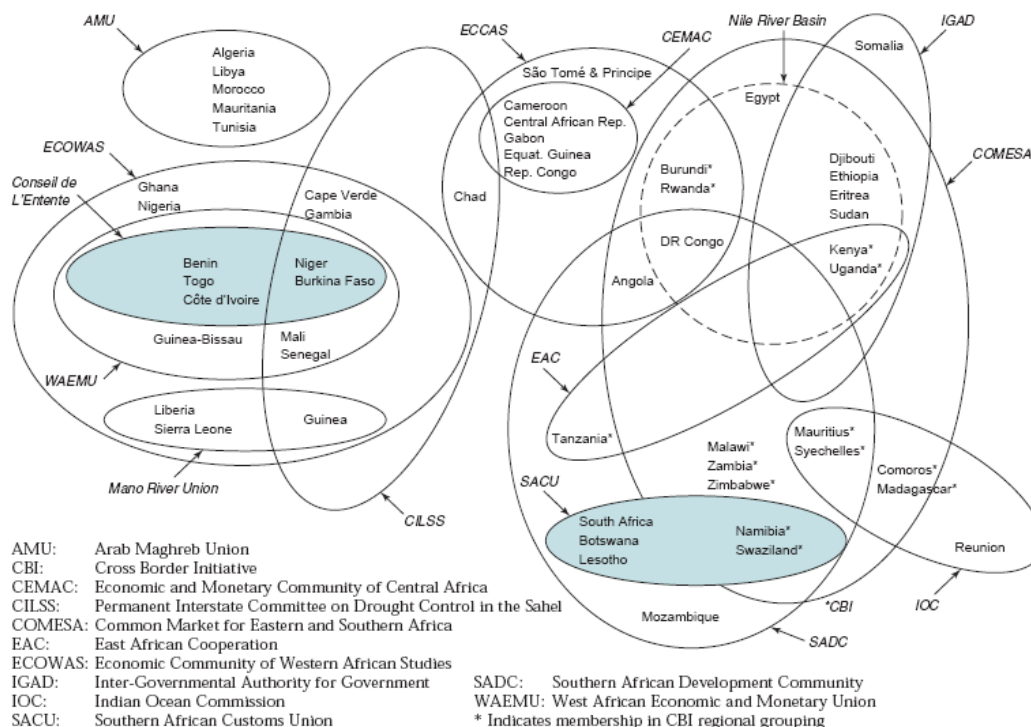 AMU
Algeria
Libya
Morocco
Mauritania
Tunisia
ECOWAS
Conseil de
L'Entente
Ghana
Nigeria
Cape Verde
Gambia
Benin
Togo
Côte d'Ivoire
Niger
Burkina Faso
Guinea-Bissau
Mali
Senegal
WAEMU
Liberia
Sierra Leone
Guinea
Mano River Union
CILSS
ECCAS
CEMAC
São Tomé & Principe
Cameroon
Central African Rep.
Gabon
Equat. Guinea
Rep. Congo
Chad
Nile River Basin
IGAD
Somalia
Egypt
COMESA
Burundi*
Rwanda*
Djibouti
Ethiopia
Eritrea
Sudan
DR Congo
Angola
Kenya*
Uganda*
EAC
Tanzania*
Malawi*
Zambia*
Zimbabwe*
Mauritius*
Syechelles*
Comoros*
Madagascar*
SACU
South Africa
Botswana
Lesotho
Namibia*
Swaziland*
Reunion
*CBI
IOC
Mozambique
SADC
AMU: Arab Maghreb Union
CBI: Cross Border Initiative
CEMAC: Economic and Monetary Community of Central Africa
CILSS: Permanent Interstate Committee on Drought Control in the Sahel
COMESA: Common Market for Eastern and Southern Africa
EAC: East African Cooperation
ECOWAS: Economic Community of Western African Studies
IGAD: Inter-Governmental Authority for Government
IOC: Indian Ocean Commission
SACU: Southern African Customs Union
SADC: Southern African Development Community
WAEMU: West African Economic and Monetary Union
* Indicates membership in CBI regional grouping